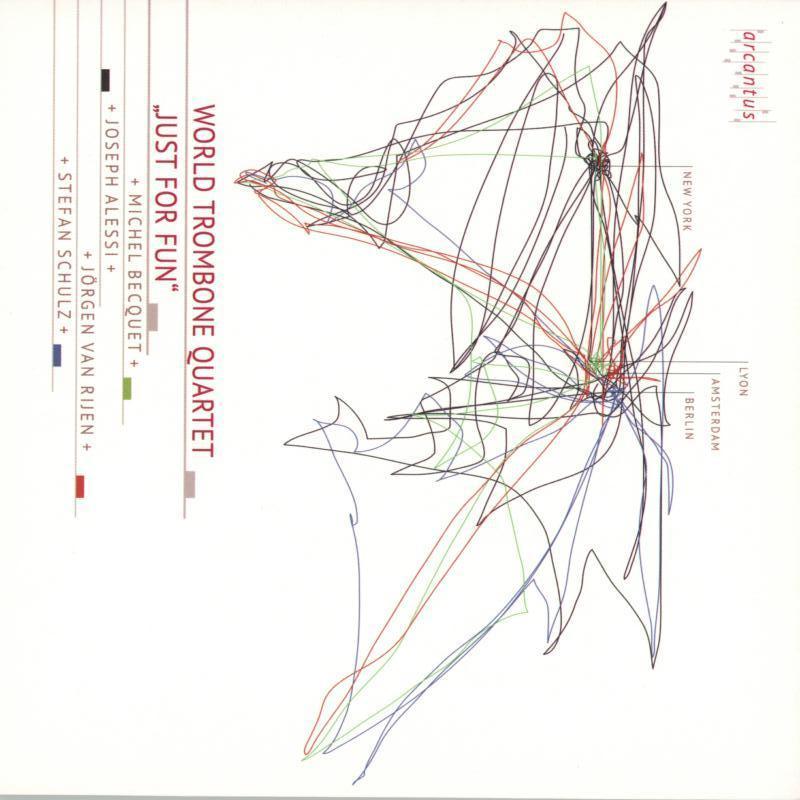 arcantus
NEW YORK
LYON
AMSTERDAM
BERLIN
WORLD TROMBONE QUARTET
„JUST FOR FUN“
+ MICHEL BECQUET +
+ JOSEPH ALESSI +
+ JÖRGEN VAN RIJEN +
+ STEFAN SCHULZ +